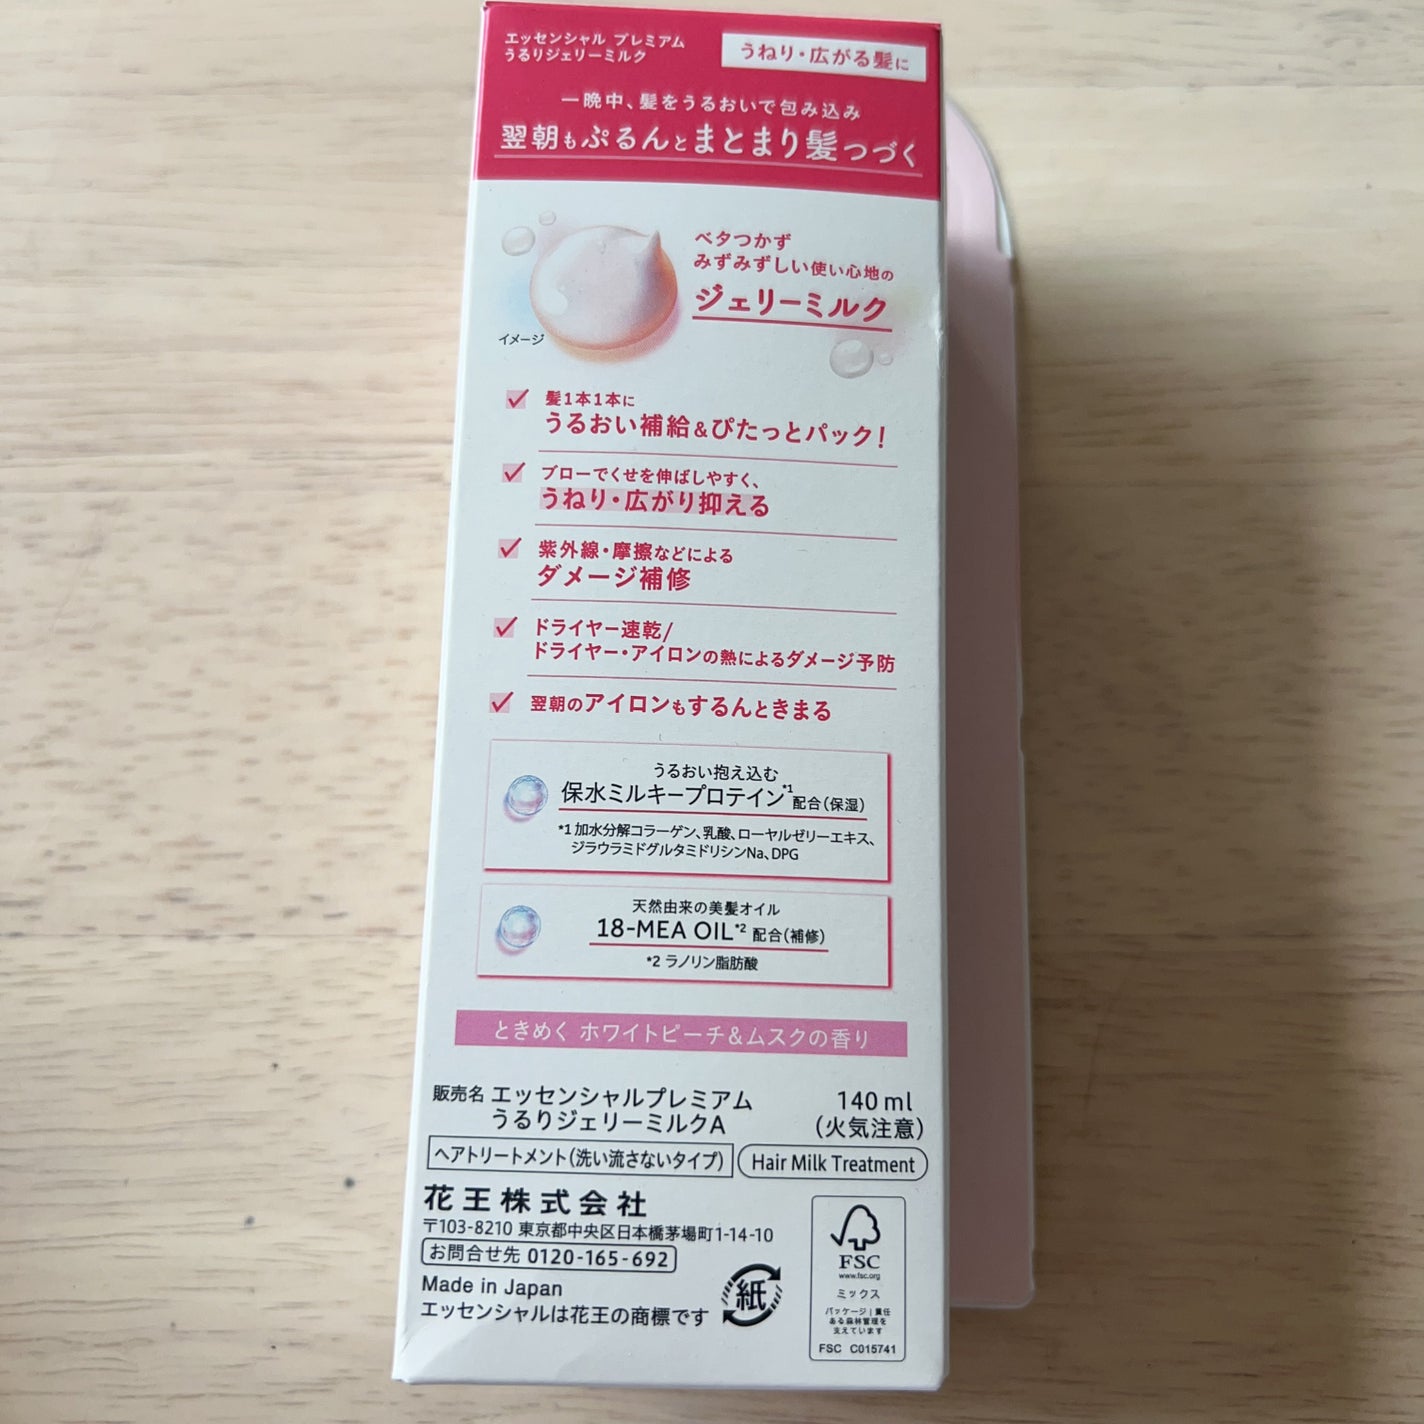 エッセンシャル プレミアム
うるりジェリーミルク
うねり・広がる髪に
一晩中、髪をうるおいで包み込み
翌朝もぷるんとまとまり髪つづく
ベタつかず
みずみずしい使い心地の
ジェリーミルク
イメージ
髪1本1本に
うるおい補給&ぴたっとパック!
ブローでくせを伸ばしやすく、
うねり・広がり抑える
紫外線・摩擦などによる
ダメージ補修
ドライヤー速乾/
ドライヤー・アイロンの熱によるダメージ予防
翌朝のアイロンもするんときまる
うるおい抱え込む
保水ミルキープロテイン*1配合(保湿)
*1 加水分解コラーゲン、乳酸、ローヤルゼリーエキス、
ジラウラミドグルタミドリシンNa、DPG
天然由来の美髪オイル
18-MEA OIL*2 配合(補修)
*2 ラノリン脂肪酸
ときめく ホワイトピーチ&ムスクの香り
販売名 エッセンシャルプレミアム
うるりジェリーミルクA
140 ml
(火気注意)
ヘアトリートメント(洗い流さないタイプ)
Hair Milk Treatment
花王株式会社
〒103-8210 東京都中央区日本橋茅場町1-14-10
お問合せ先 0120-165-692
Made in Japan
エッセンシャルは花王の商標です
紙
FSC
www.fsc.org
ミックス
パッケージ|責任
ある森林管理を
支えています
FSC C015741